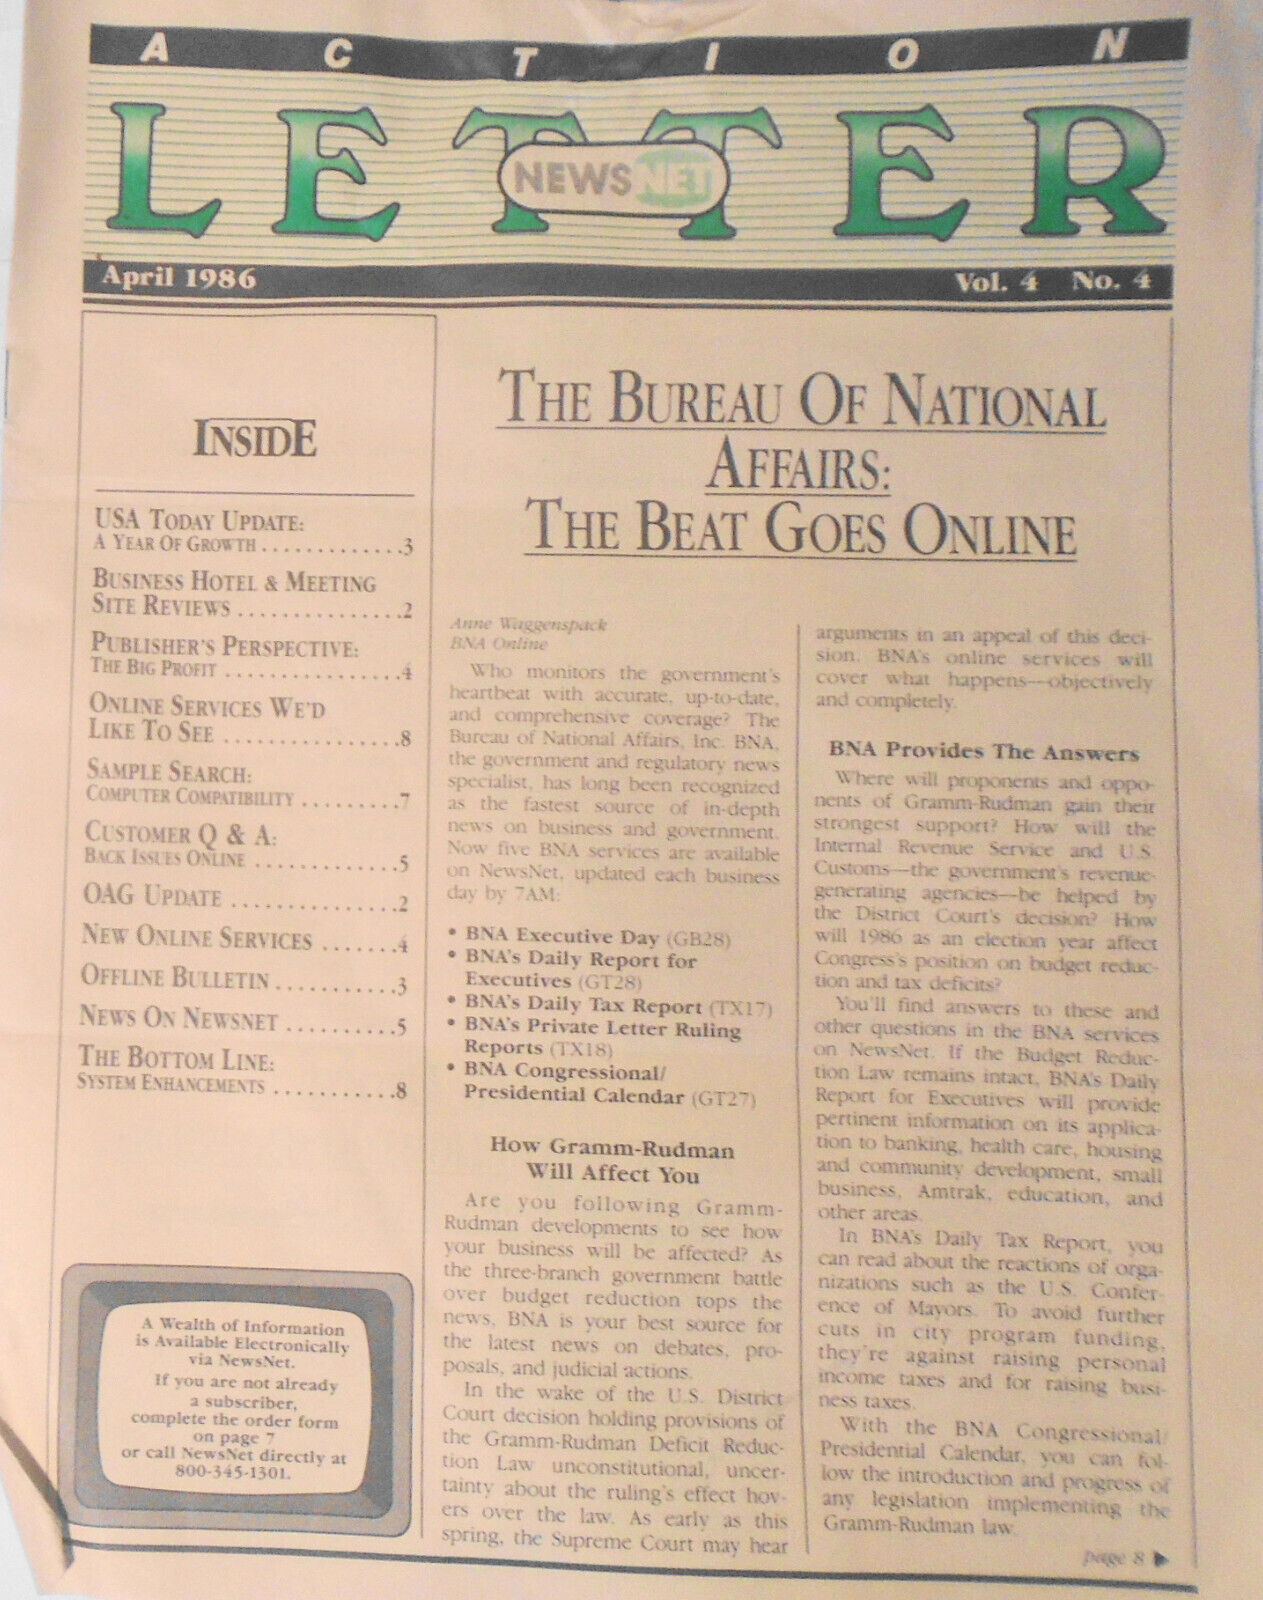 ACTION
LETTER
NEWSNET
April 1986 Vol. 4 No. 4
INSIDE
USA TODAY UPDATE:
A YEAR OF GROWTH .............3
BUSINESS HOTEL & MEETING
SITE REVIEWS ...............2
PUBLISHER'S PERSPECTIVE:
THE BIG PROFIT ................4
ONLINE SERVICES WE'D
LIKE TO SEE ................8
SAMPLE SEARCH:
COMPUTER COMPATIBILITY .........7
CUSTOMER Q & A:
BACK ISSUES ONLINE .............5
OAG UPDATE ...............2
NEW ONLINE SERVICES .......4
OFFLINE BULLETIN ...........3
NEWS ON NEWSNET ..........5
THE BOTTOM LINE:
SYSTEM ENHANCEMENTS ...........8
A Wealth of Information
is Available Electronically
via NewsNet.
If you are not already
a subscriber,
complete the order form
on page 7
or call NewsNet directly at
800-345-1301.
THE BUREAU OF NATIONAL
AFFAIRS:
THE BEAT GOES ONLINE
Anne Waggenspack
BNA Online
Who monitors the government's
heartbeat with accurate, up-to-date,
and comprehensive coverage? The
Bureau of National Affairs, Inc. BNA,
the government and regulatory news
specialist, has long been recognized
as the fastest source of in-depth
news on business and government.
Now five BNA services are available
on NewsNet, updated each business
day by 7AM:
• BNA Executive Day (GB28)
• BNA's Daily Report for
Executives (GT28)
• BNA's Daily Tax Report (TX17)
• BNA's Private Letter Ruling
Reports (TX18)
• BNA Congressional/
Presidential Calendar (GT27)
How Gramm-Rudman
Will Affect You
Are you following Gramm-
Rudman developments to see how
your business will be affected? As
the three-branch government battle
over budget reduction tops the
news, BNA is your best source for
the latest news on debates, pro-
posals, and judicial actions.
In the wake of the U.S. District
Court decision holding provisions of
the Gramm-Rudman Deficit Reduc-
tion Law unconstitutional, uncer-
tainty about the ruling's effect hov-
ers over the law. As early as this
spring, the Supreme Court may hear
arguments in an appeal of this deci-
sion. BNA's online services will
cover what happens—objectively
and completely.
BNA Provides The Answers
Where will proponents and oppo-
nents of Gramm-Rudman gain their
strongest support? How will the
Internal Revenue Service and U.S.
Customs—the government's revenue-
generating agencies—be helped by
the District Court's decision? How
will 1986 as an election year affect
Congress's position on budget reduc-
tion and tax deficits?
You'll find answers to these and
other questions in the BNA services
on NewsNet. If the Budget Reduc-
tion Law remains intact, BNA's Daily
Report for Executives will provide
pertinent information on its applica-
tion to banking, health care, housing
and community development, small
business, Amtrak, education, and
other areas.
In BNA's Daily Tax Report, you
can read about the reactions of orga-
nizations such as the U.S. Confer-
ence of Mayors. To avoid further
cuts in city program funding,
they're against raising personal
income taxes and for raising busi-
ness taxes.
With the BNA Congressional/
Presidential Calendar, you can fol-
low the introduction and progress of
any legislation implementing the
Gramm-Rudman law.
page 8 ▶